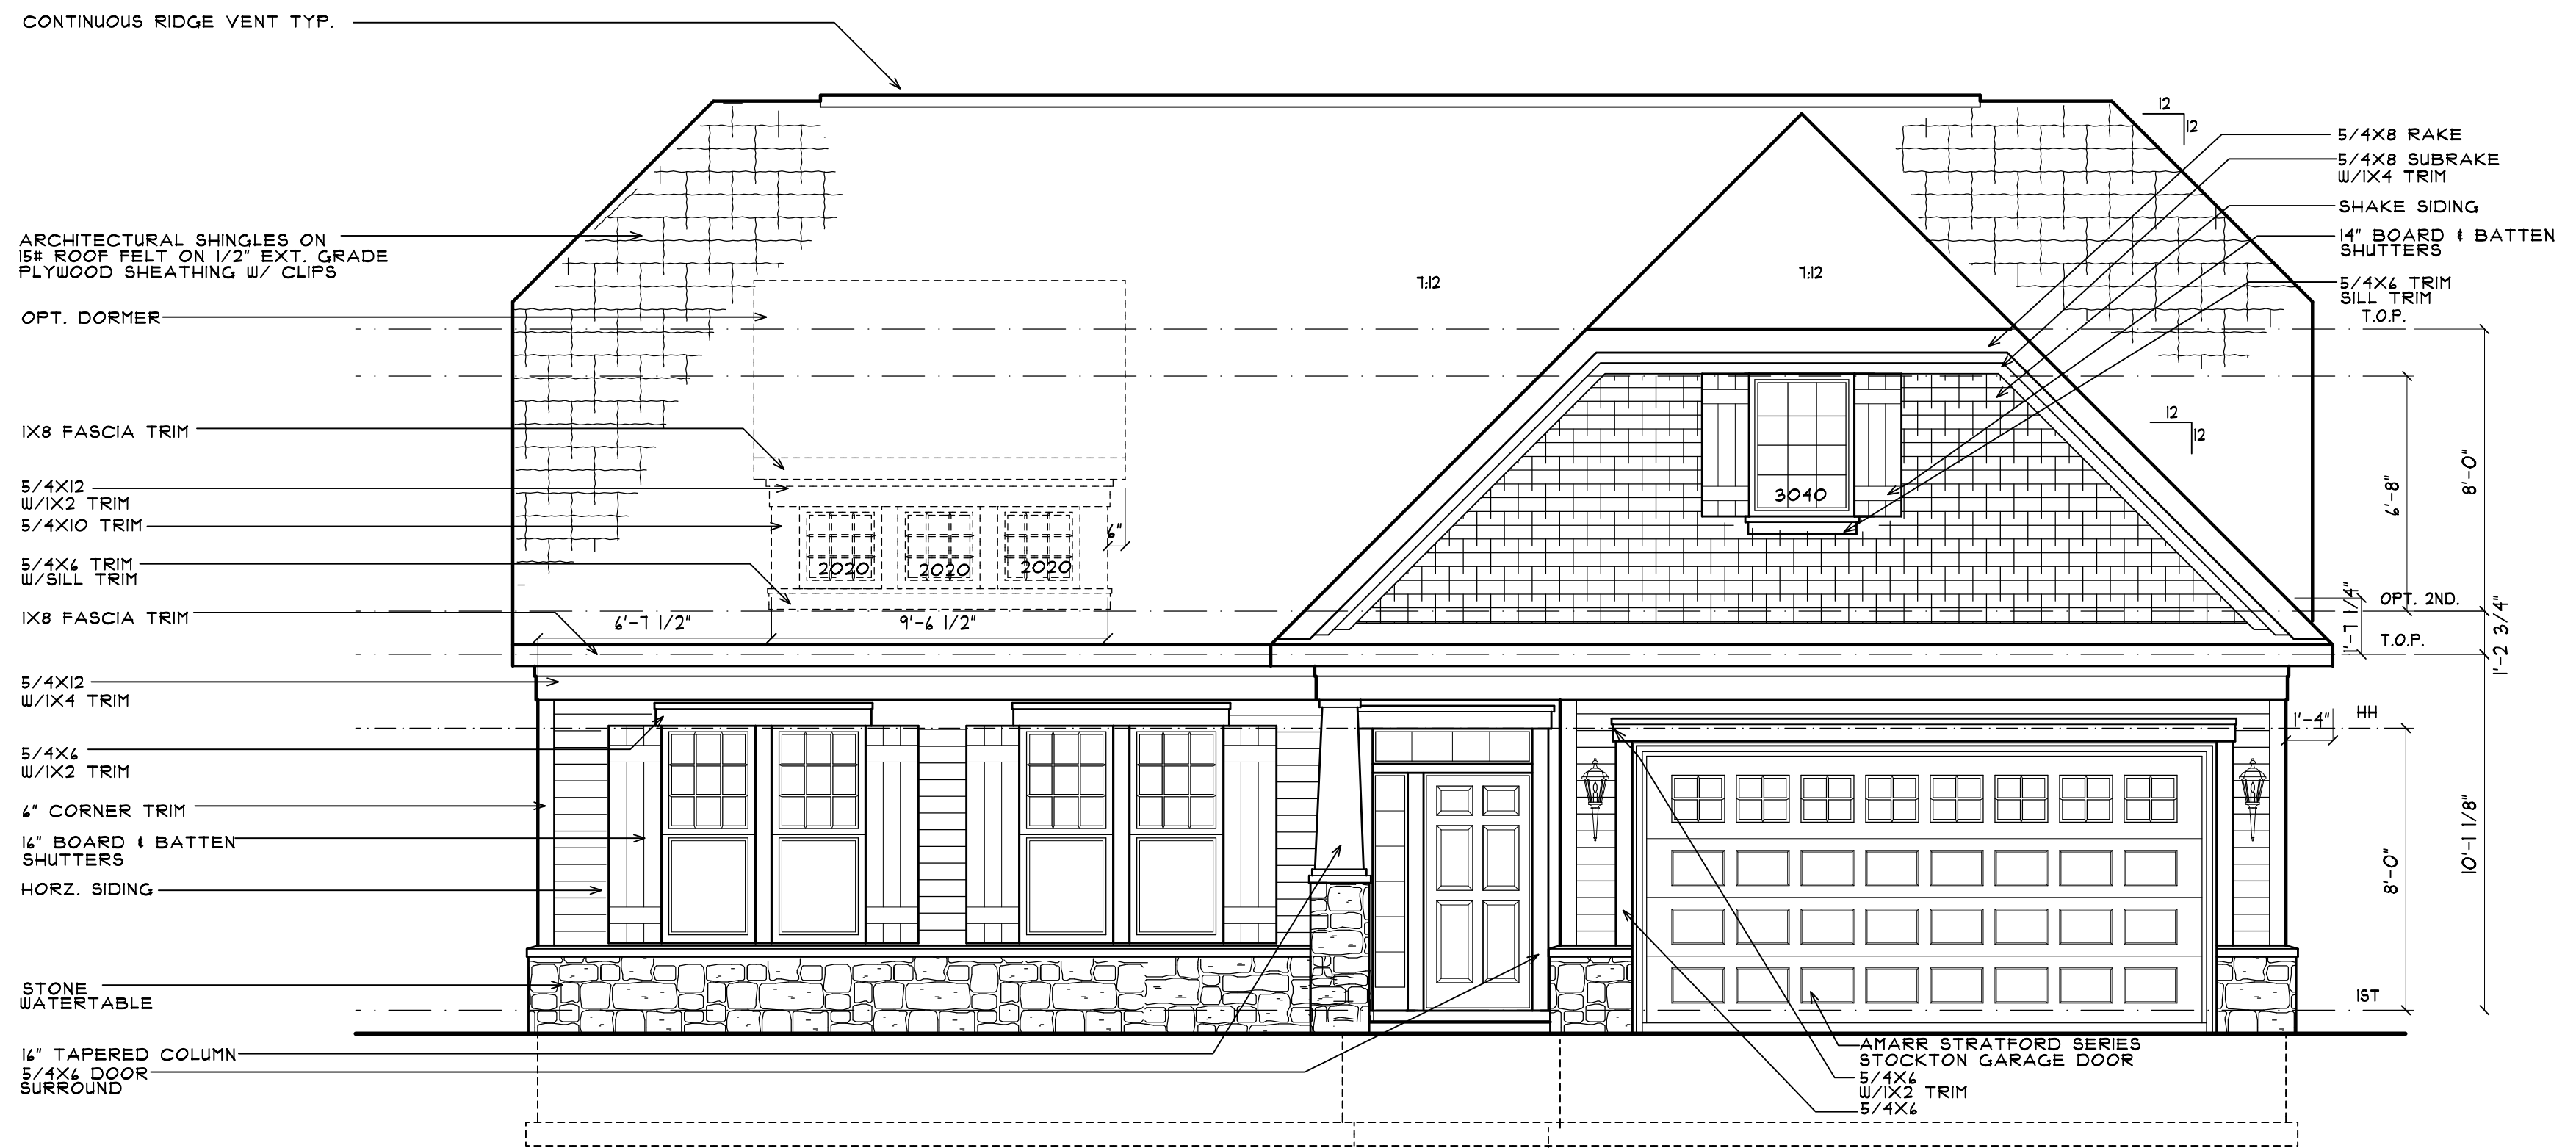 CONTINUOUS RIDGE VENT TYP.
ARCHITECTURAL SHINGLES ON
15# ROOF FELT ON 1/2" EXT. GRADE
PLYWOOD SHEATHING W/ CLIPS
OPT. DORMER
1X8 FASCIA TRIM
5/4X12
W/1X2 TRIM
5/4X10 TRIM
5/4X6 TRIM
W/SILL TRIM
1X8 FASCIA TRIM
5/4X12
W/1X4 TRIM
5/4X6
W/1X2 TRIM
6" CORNER TRIM
16" BOARD & BATTEN
SHUTTERS
HORZ. SIDING
STONE
WATERTABLE
16" TAPERED COLUMN
5/4X6 DOOR
SURROUND
7:12
7:12
2020
2020
2020
6"
6'-7 1/2"
9'-6 1/2"
3040
12
12
12
12
5/4X8 RAKE
5/4X8 SUBRAKE
W/1X4 TRIM
SHAKE SIDING
14" BOARD & BATTEN
SHUTTERS
5/4X6 TRIM
SILL TRIM
T.O.P.
6'-8"
8'-0"
1'-7 1/4"
OPT. 2ND.
T.O.P.
1'-2 3/4"
1'-4"
HH
8'-0"
10'-1 1/8"
1ST
AMARR STRATFORD SERIES
STOCKTON GARAGE DOOR
5/4X6
W/1X2 TRIM
5/4X6